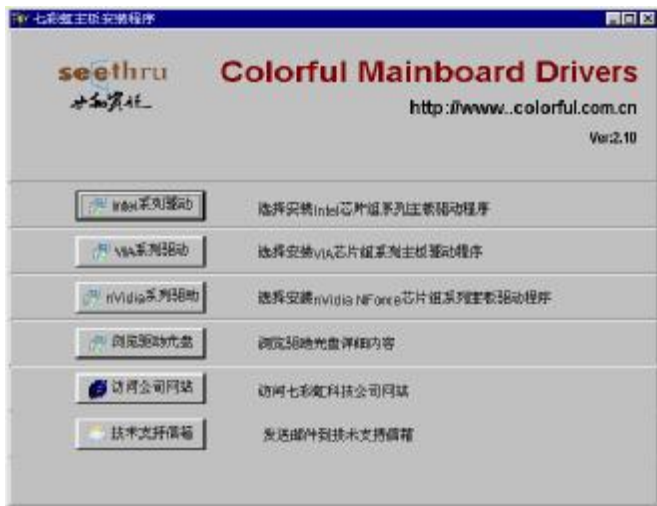 七彩虹主板安装程序
seethru
世和资讯
Colorful Mainboard Drivers
http://www..colorful.com.cn
Ver:2.10
Intel系列驱动
选择安装Intel芯片组系列主板驱动程序
VIA系列驱动
选择安装VIA芯片组系列主板驱动程序
nVidia系列驱动
选择安装nVidia NForce芯片组系列主板驱动程序
浏览驱动光盘
浏览驱动光盘详细内容
访问公司网站
访问七彩虹科技公司网站
技术支持信箱
发送邮件到技术支持信箱